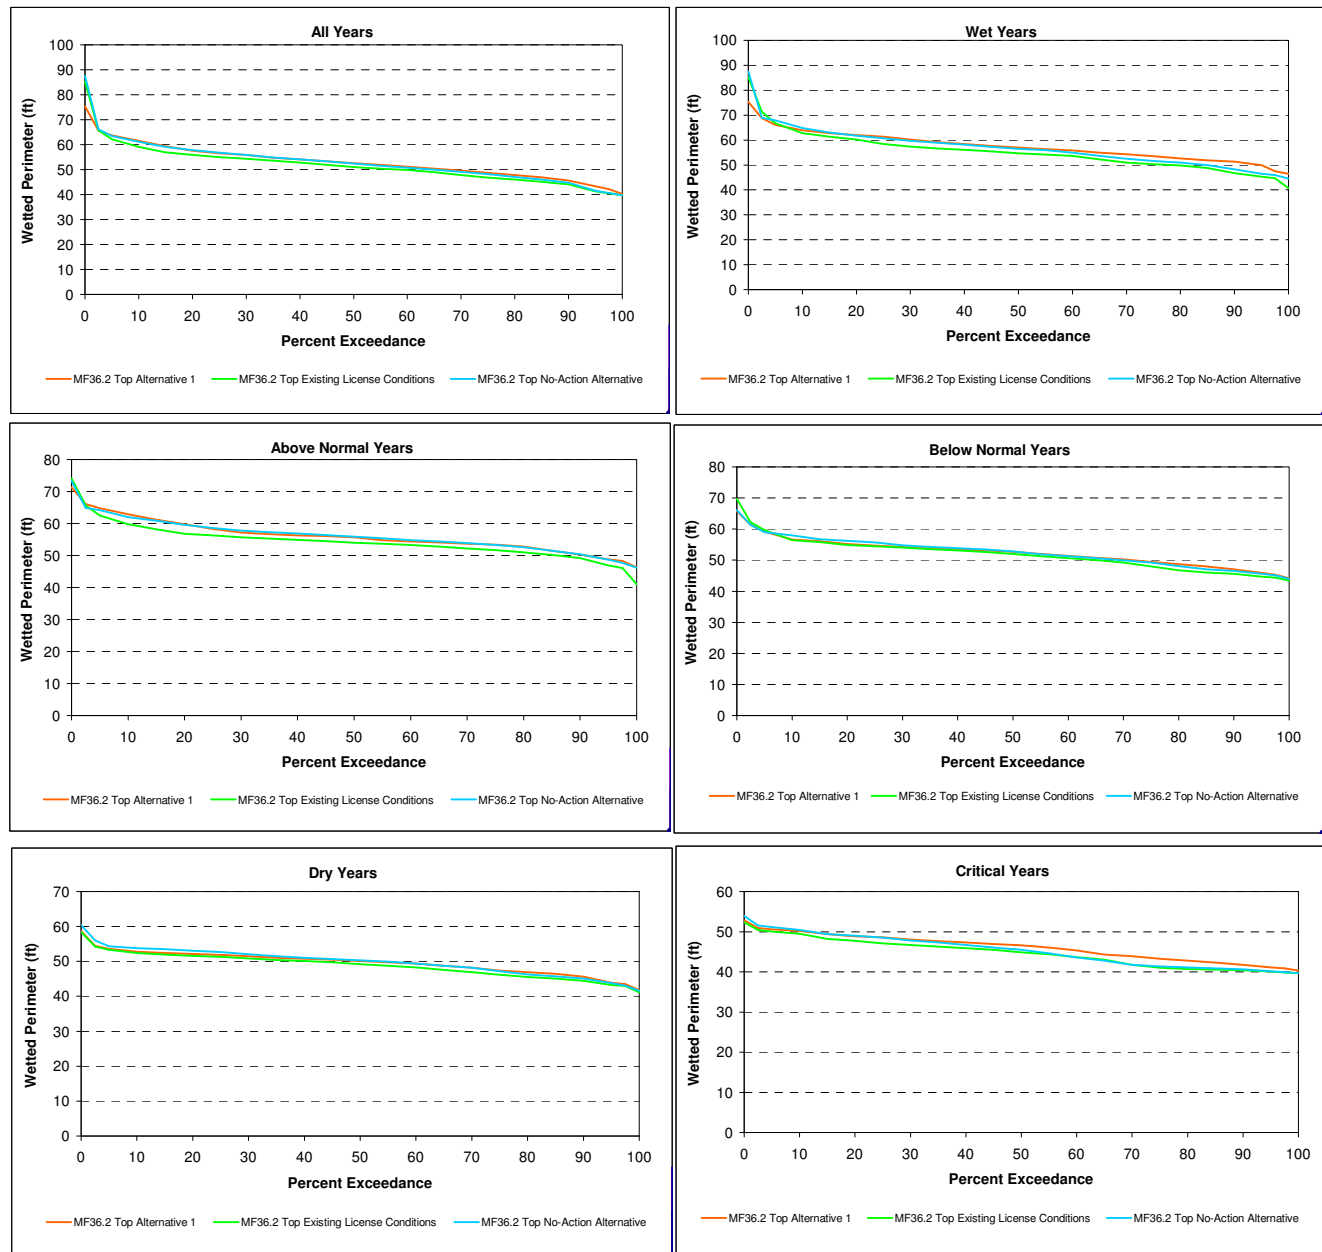 All Years
Wetted Perimeter (ft)
100
90
80
70
60
50
40
30
20
10
0
0 10 20 30 40 50 60 70 80 90 100
Percent Exceedance
MF36.2 Top Alternative 1 MF36.2 Top Existing License Conditions MF36.2 Top No-Action Alternative
Wet Years
Wetted Perimeter (ft)
100
90
80
70
60
50
40
30
20
10
0
0 10 20 30 40 50 60 70 80 90 100
Percent Exceedance
MF36.2 Top Alternative 1 MF36.2 Top Existing License Conditions MF36.2 Top No-Action Alternative
Above Normal Years
Wetted Perimeter (ft)
80
70
60
50
40
30
20
10
0
0 10 20 30 40 50 60 70 80 90 100
Percent Exceedance
MF36.2 Top Alternative 1 MF36.2 Top Existing License Conditions MF36.2 Top No-Action Alternative
Below Normal Years
Wetted Perimeter (ft)
80
70
60
50
40
30
20
10
0
0 10 20 30 40 50 60 70 80 90 100
Percent Exceedance
MF36.2 Top Alternative 1 MF36.2 Top Existing License Conditions MF36.2 Top No-Action Alternative
Dry Years
Wetted Perimeter (ft)
70
60
50
40
30
20
10
0
0 10 20 30 40 50 60 70 80 90 100
Percent Exceedance
MF36.2 Top Alternative 1 MF36.2 Top Existing License Conditions MF36.2 Top No-Action Alternative
Critical Years
Wetted Perimeter (ft)
60
50
40
30
20
10
0
0 10 20 30 40 50 60 70 80 90 100
Percent Exceedance
MF36.2 Top Alternative 1 MF36.2 Top Existing License Conditions MF36.2 Top No-Action Alternative